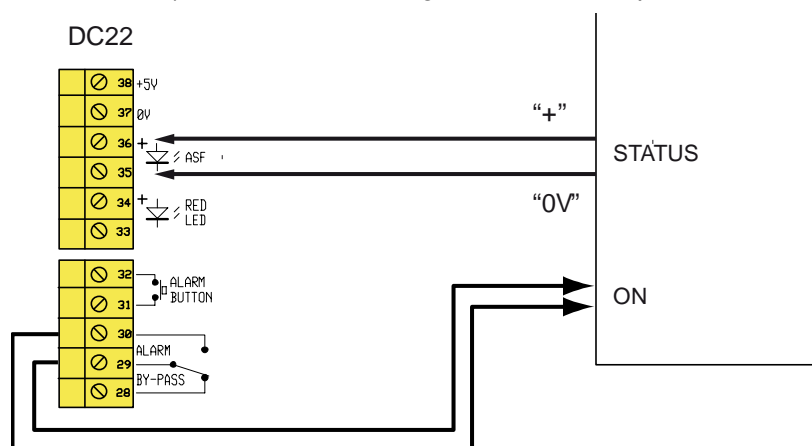 DC22
38 +5V
37 0V
36 +
ASF
35
34 +
RED
LED
33
32
ALARM
BUTTON
31
30
ALARM
29
BY-PASS
28
“+”
STATUS
“0V”
ON